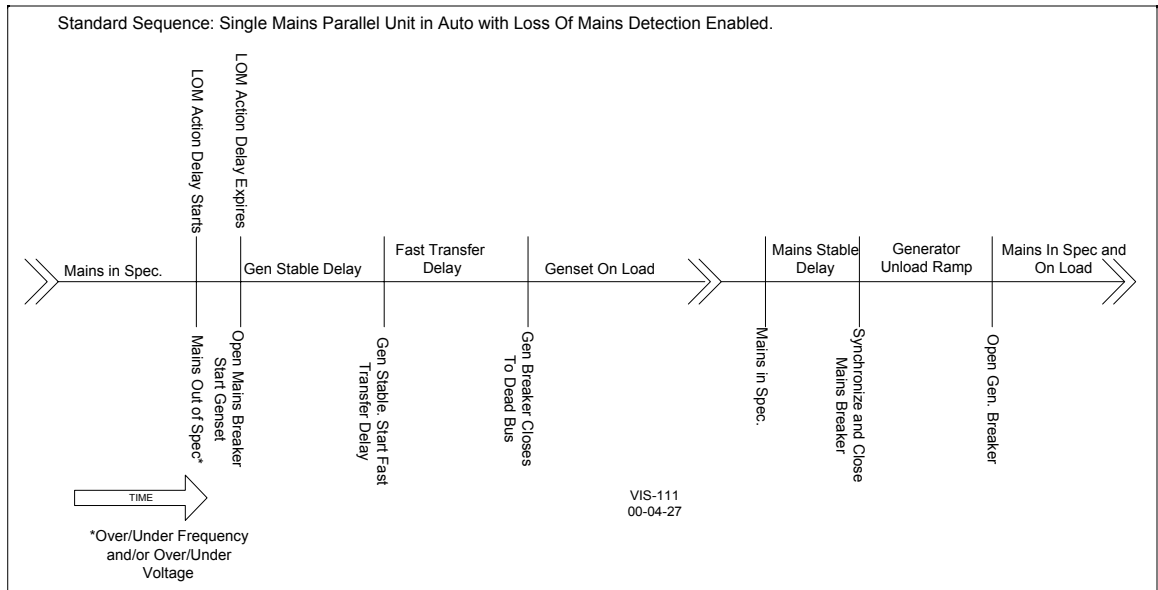 Standard Sequence: Single Mains Parallel Unit in Auto with Loss Of Mains Detection Enabled.
LOM Action Delay Starts
LOM Action Delay Expires
Mains in Spec.
Gen Stable Delay
Fast Transfer
Delay
Genset On Load
Mains Stable
Delay
Generator
Unload Ramp
Mains In Spec and
On Load
Mains Out of Spec*
Open Mains Breaker
Start Genset
Gen Stable. Start Fast
Transfer Delay
Gen Breaker Closes
To Dead Bus
Mains in Spec.
Synchronize and Close
Mains Breaker
Open Gen. Breaker
TIME
*Over/Under Frequency
and/or Over/Under
Voltage
VIS-111
00-04-27